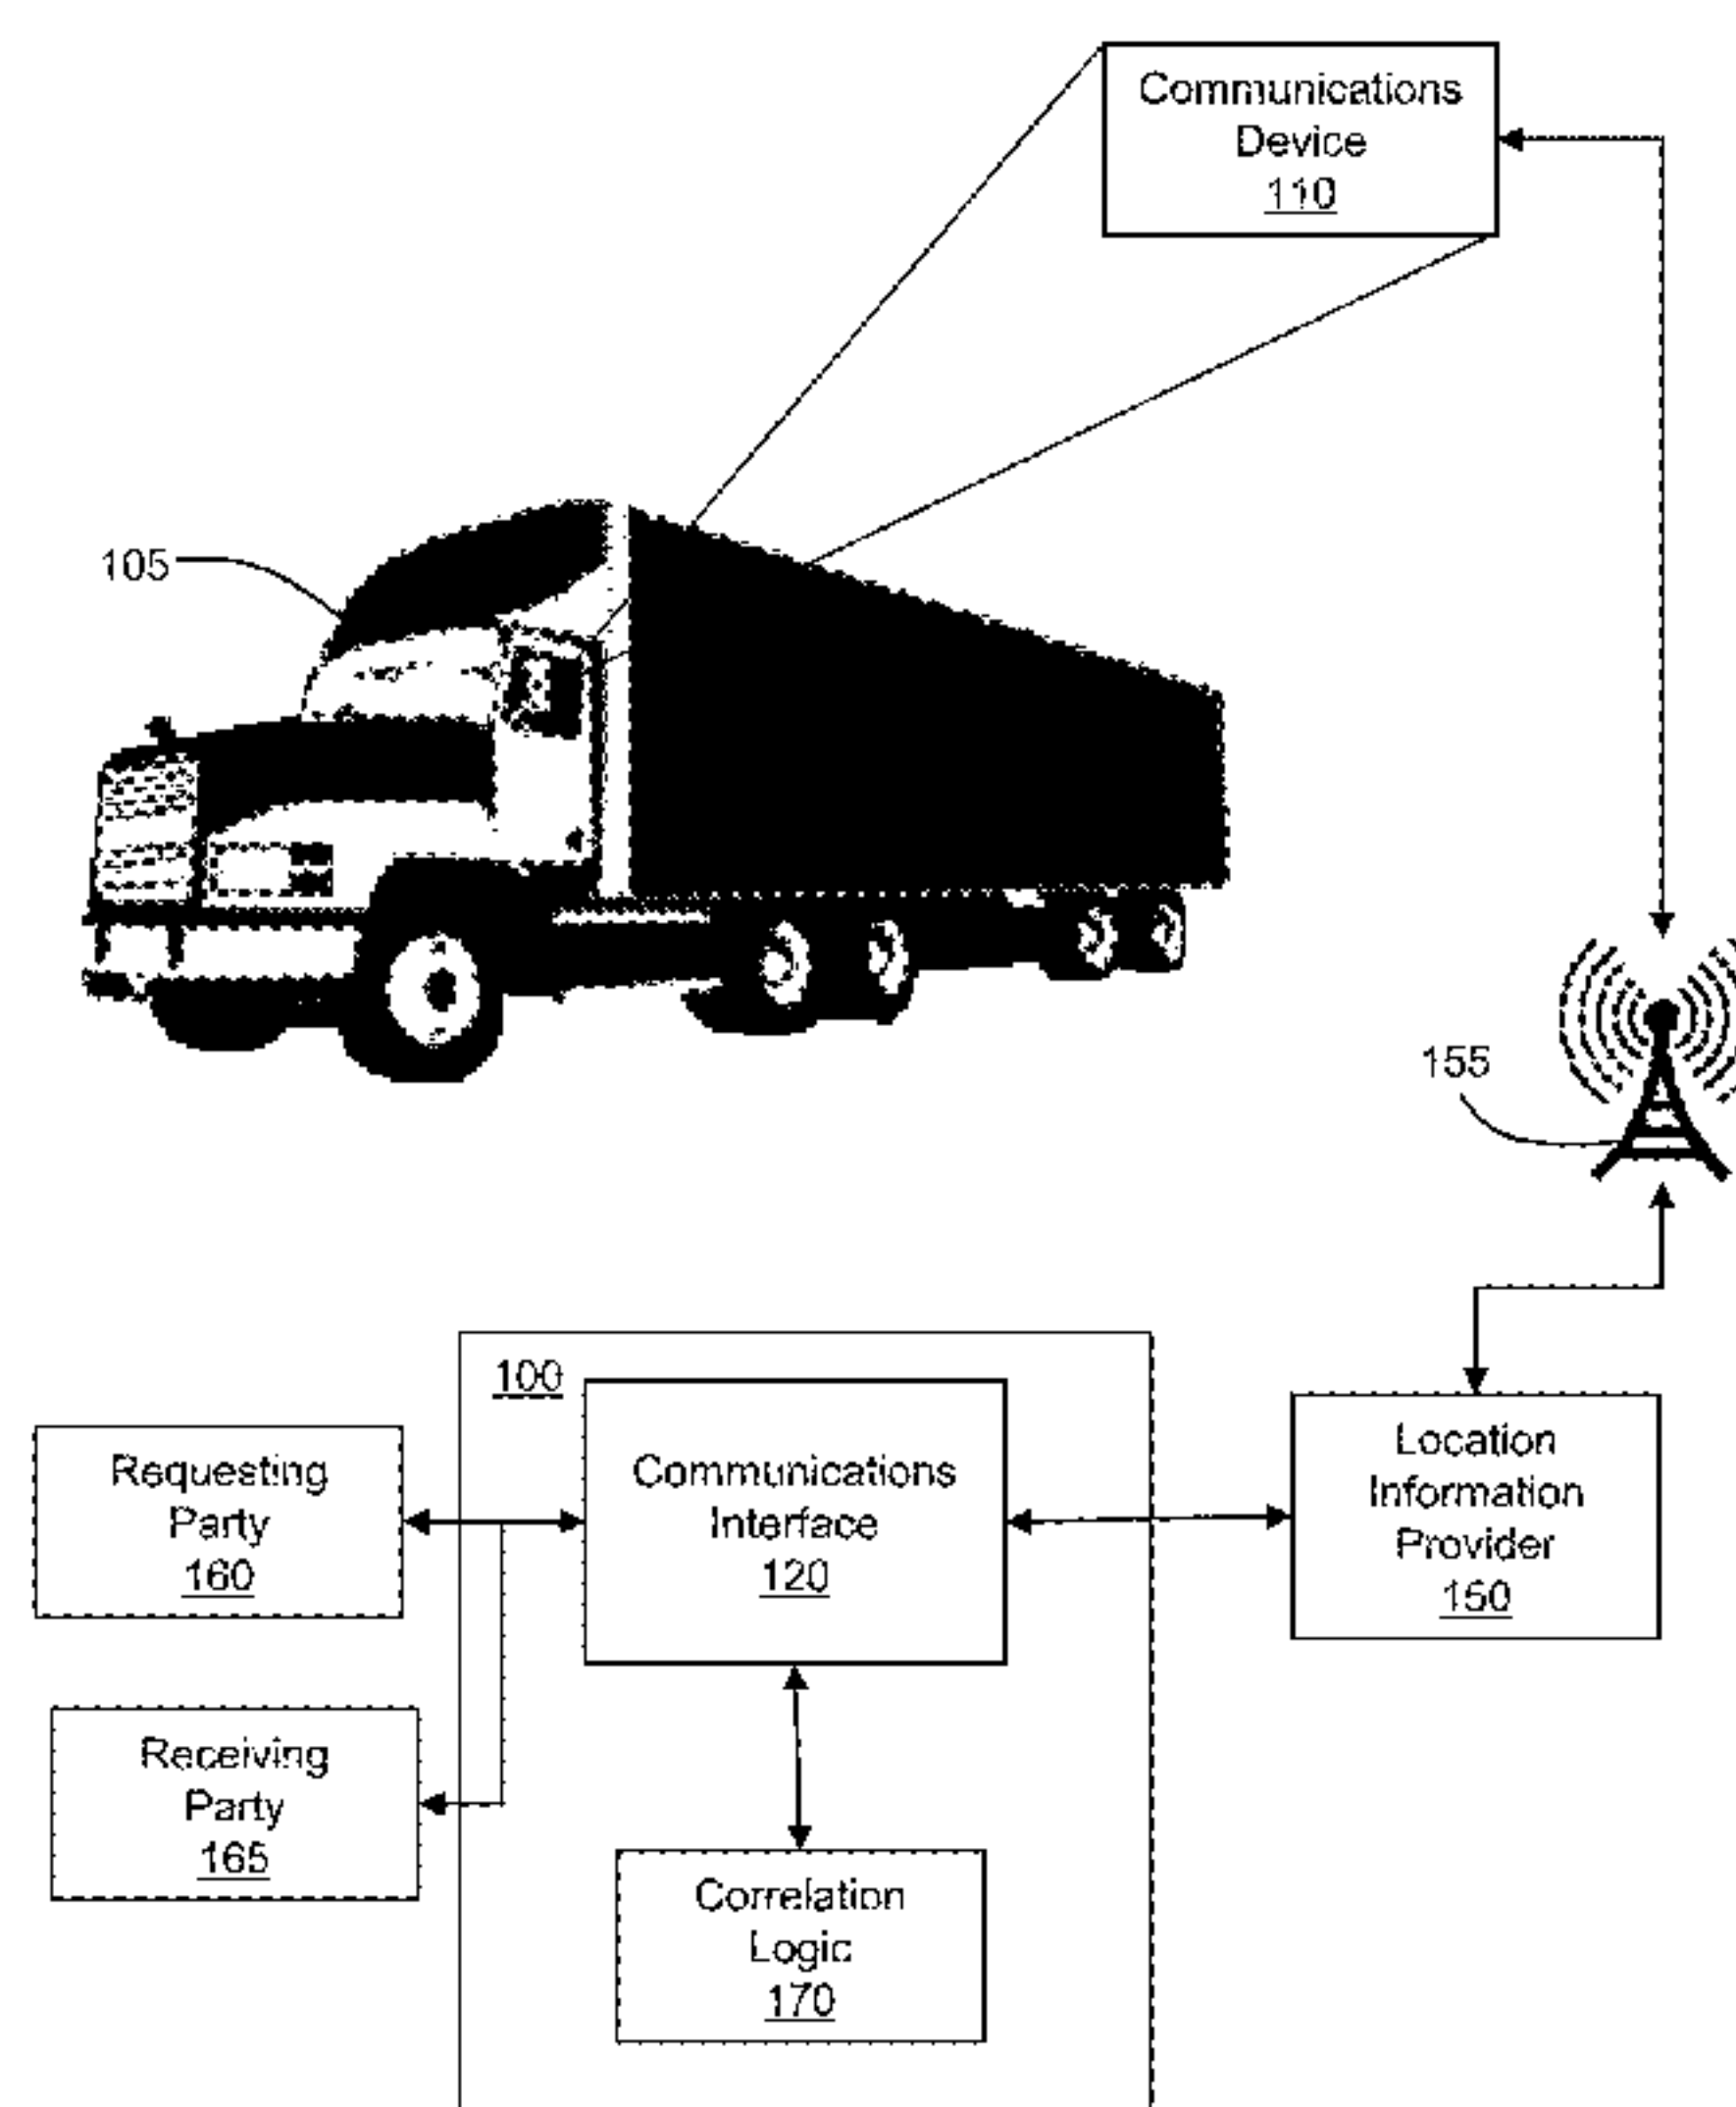 Communications
Device
110
105
155
100
Communications
Interface
120
Requesting
Party
160
Location
Information
Provider
150
Receiving
Party
165
Correlation
Logic
170